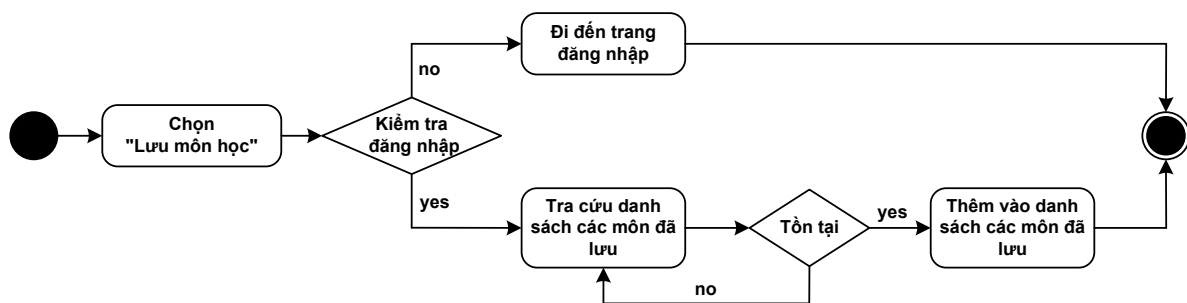 Đi đến trang
đăng nhập
no
Chọn
"Lưu môn học"
Kiểm tra
đăng nhập
yes
Tra cứu danh
sách các môn đã
lưu
Tồn tại
yes
Thêm vào danh
sách các môn đã
lưu
no